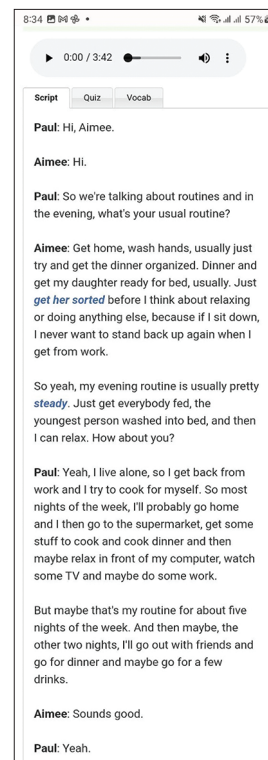 8:34
57%
0:00 / 3:42
Script Quiz Vocab
Paul: Hi, Aimee.
Aimee: Hi.
Paul: So we're talking about routines and in
the evening, what's your usual routine?
Aimee: Get home, wash hands, usually just
try and get the dinner organized. Dinner and
get my daughter ready for bed, usually. Just
get her sorted before I think about relaxing
or doing anything else, because if I sit down,
I never want to stand back up again when I
get from work.
So yeah, my evening routine is usually pretty
steady. Just get everybody fed, the
youngest person washed into bed, and then
I can relax. How about you?
Paul: Yeah, I live alone, so I get back from
work and I try to cook for myself. So most
nights of the week, I'll probably go home
and I then go to the supermarket, get some
stuff to cook and cook dinner and then
maybe relax in front of my computer, watch
some TV and maybe do some work.
But maybe that's my routine for about five
nights of the week. And then maybe, the
other two nights, I'll go out with friends and
go for dinner and maybe go for a few
drinks.
Aimee: Sounds good.
Paul: Yeah.